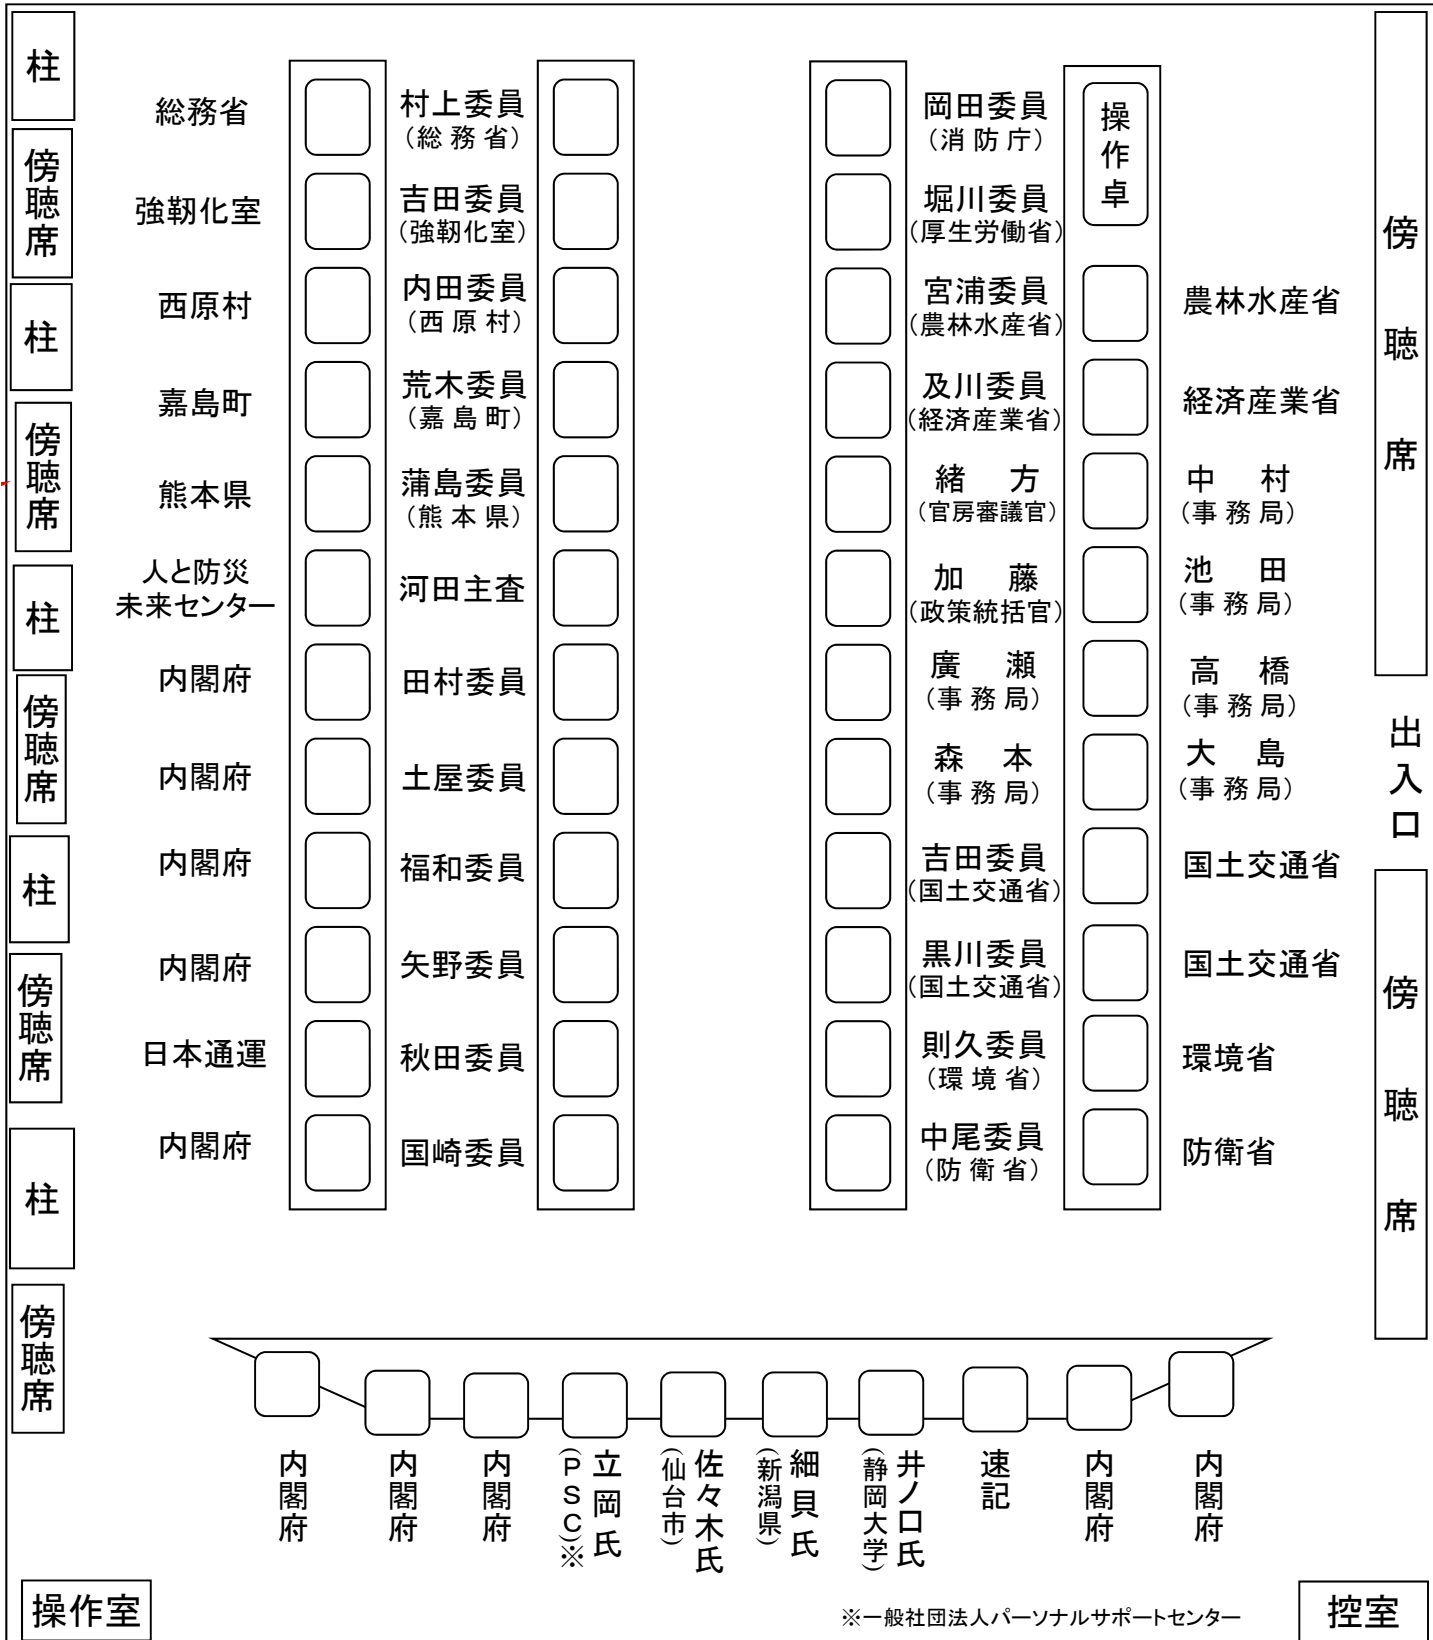 柱
傍聴席
柱
傍聴席
柱
傍聴席
柱
傍聴席
柱
傍聴席
総務省
強靭化室
西原村
嘉島町
熊本県
人と防災
未来センター
内閣府
内閣府
内閣府
内閣府
日本通運
内閣府
村上委員
（総務省）
吉田委員
（強靭化室）
内田委員
（西原村）
荒木委員
（嘉島町）
蒲島委員
（熊本県）
河田主査
田村委員
土屋委員
福和委員
矢野委員
秋田委員
国崎委員
岡田委員
（消防庁）
堀川委員
（厚生労働省）
宮浦委員
（農林水産省）
及川委員
（経済産業省）
緒　方
（官房審議官）
加　藤
（政策統括官）
廣　瀬
（事務局）
森　本
（事務局）
吉田委員
（国土交通省）
黒川委員
（国土交通省）
則久委員
（環境省）
中尾委員
（防衛省）
操作卓
農林水産省
経済産業省
中　村
（事務局）
池　田
（事務局）
高　橋
（事務局）
大　島
（事務局）
国土交通省
国土交通省
環境省
防衛省
傍聴席
出入口
傍聴席
内閣府
内閣府
内閣府
立岡氏
（PSC）※
佐々木氏
（仙台市）
細貝氏
（新潟県）
井ノ口氏
（静岡大学）
速記
内閣府
内閣府
操作室
※一般社団法人パーソナルサポートセンター
控室